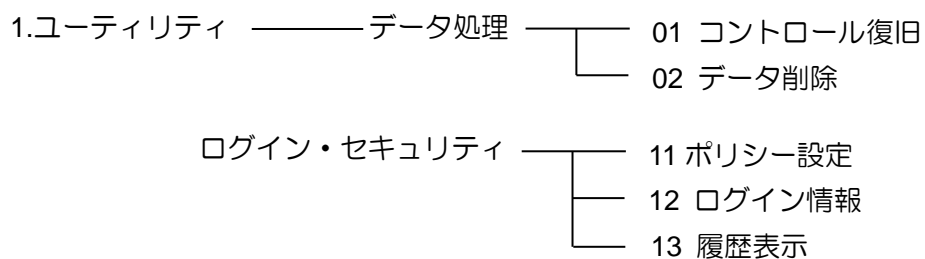 1.ユーティリティ データ処理 01 コントロール復旧
02 データ削除
ログイン・セキュリティ 11 ポリシー設定
12 ログイン情報
13 履歴表示